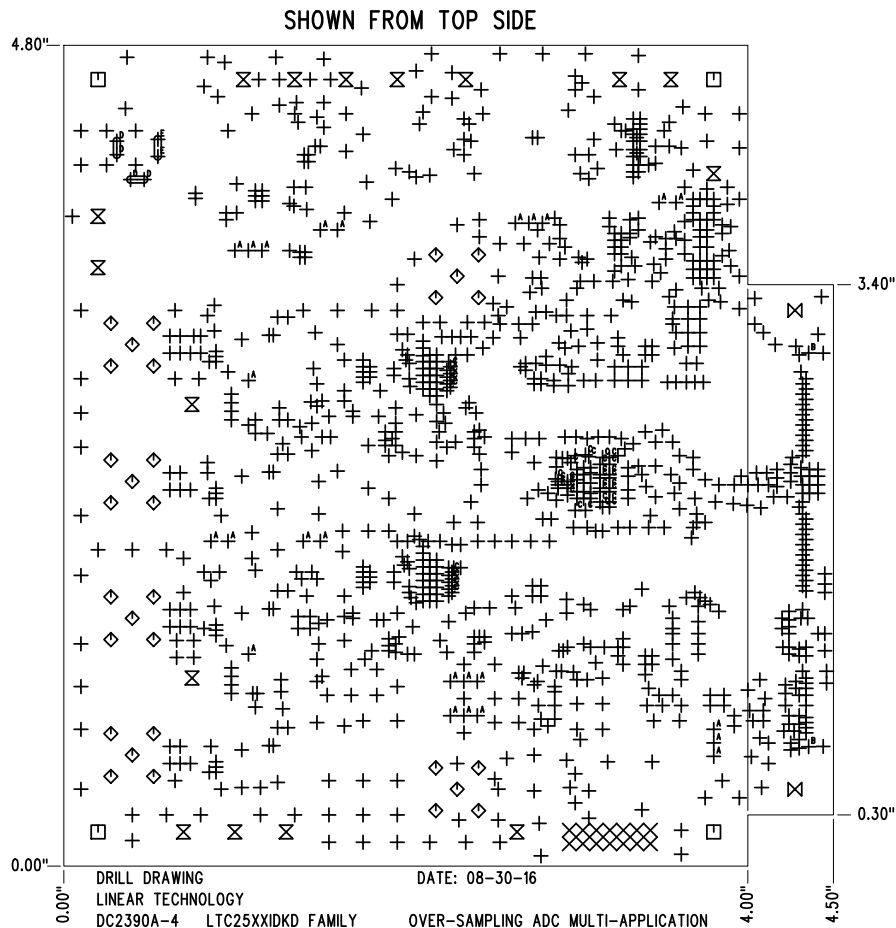 SHOWN FROM TOP SIDE
4.80"
3.40"
0.30"
0.00"
0.00"
4.00"
4.50"
DRILL DRAWING DATE: 08-30-16
LINEAR TECHNOLOGY
DC2390A-4 LTC25XXIDKD FAMILY OVER-SAMPLING ADC MULTI-APPLICATION